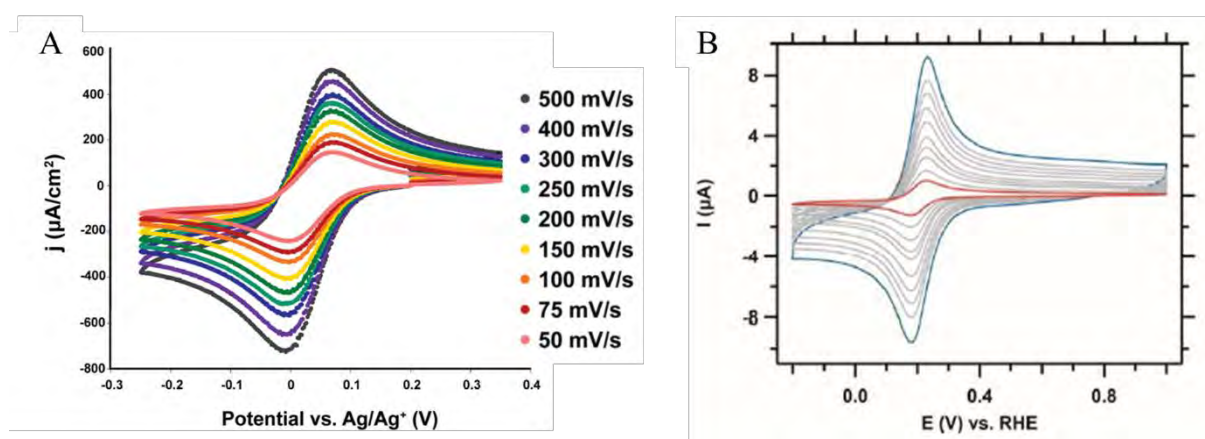 A
600
400
200
0
-200
-400
-600
-800
j (µA/cm²)
-0.3 -0.2 -0.1 0 0.1 0.2 0.3 0.4
Potential vs. Ag/Ag⁺ (V)
500 mV/s
400 mV/s
300 mV/s
250 mV/s
200 mV/s
150 mV/s
100 mV/s
75 mV/s
50 mV/s
B
8
4
0
-4
-8
I (µA)
0.0 0.4 0.8
E (V) vs. RHE